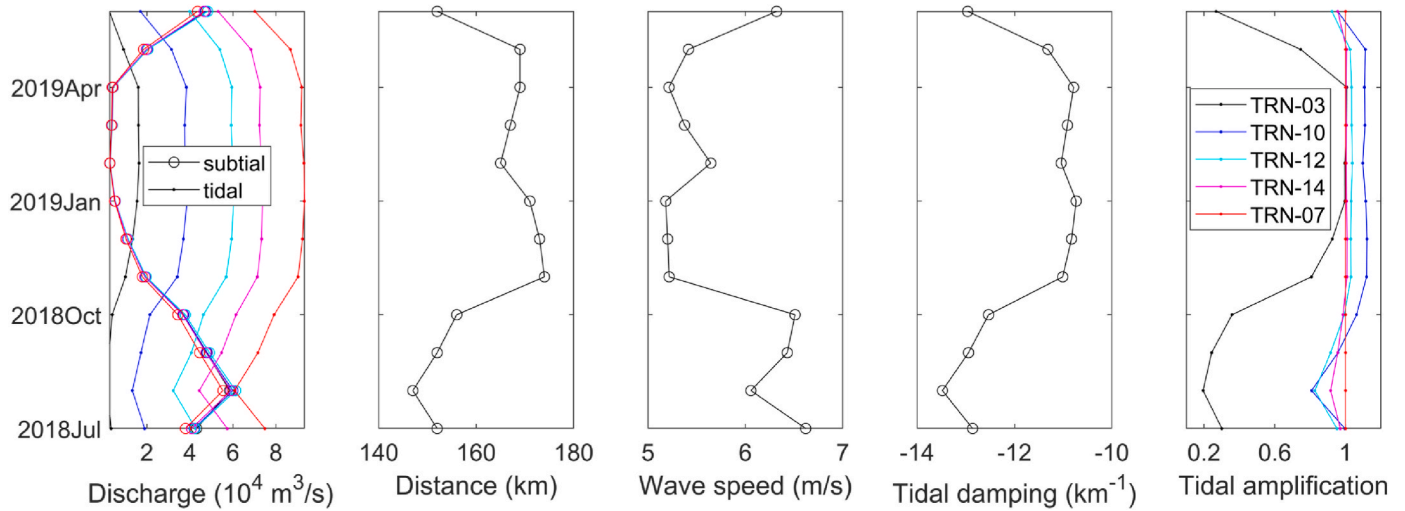 2019Apr
2019Jan
2018Oct
2018Jul
subtial
tidal
TRN-03
TRN-10
TRN-12
TRN-14
TRN-07
2 4 6 8
140 160 180
5 6 7
-14 -12 -10
0.2 0.6 1
Discharge (10⁴ m³/s)
Distance (km)
Wave speed (m/s)
Tidal damping (km⁻¹)
Tidal amplification